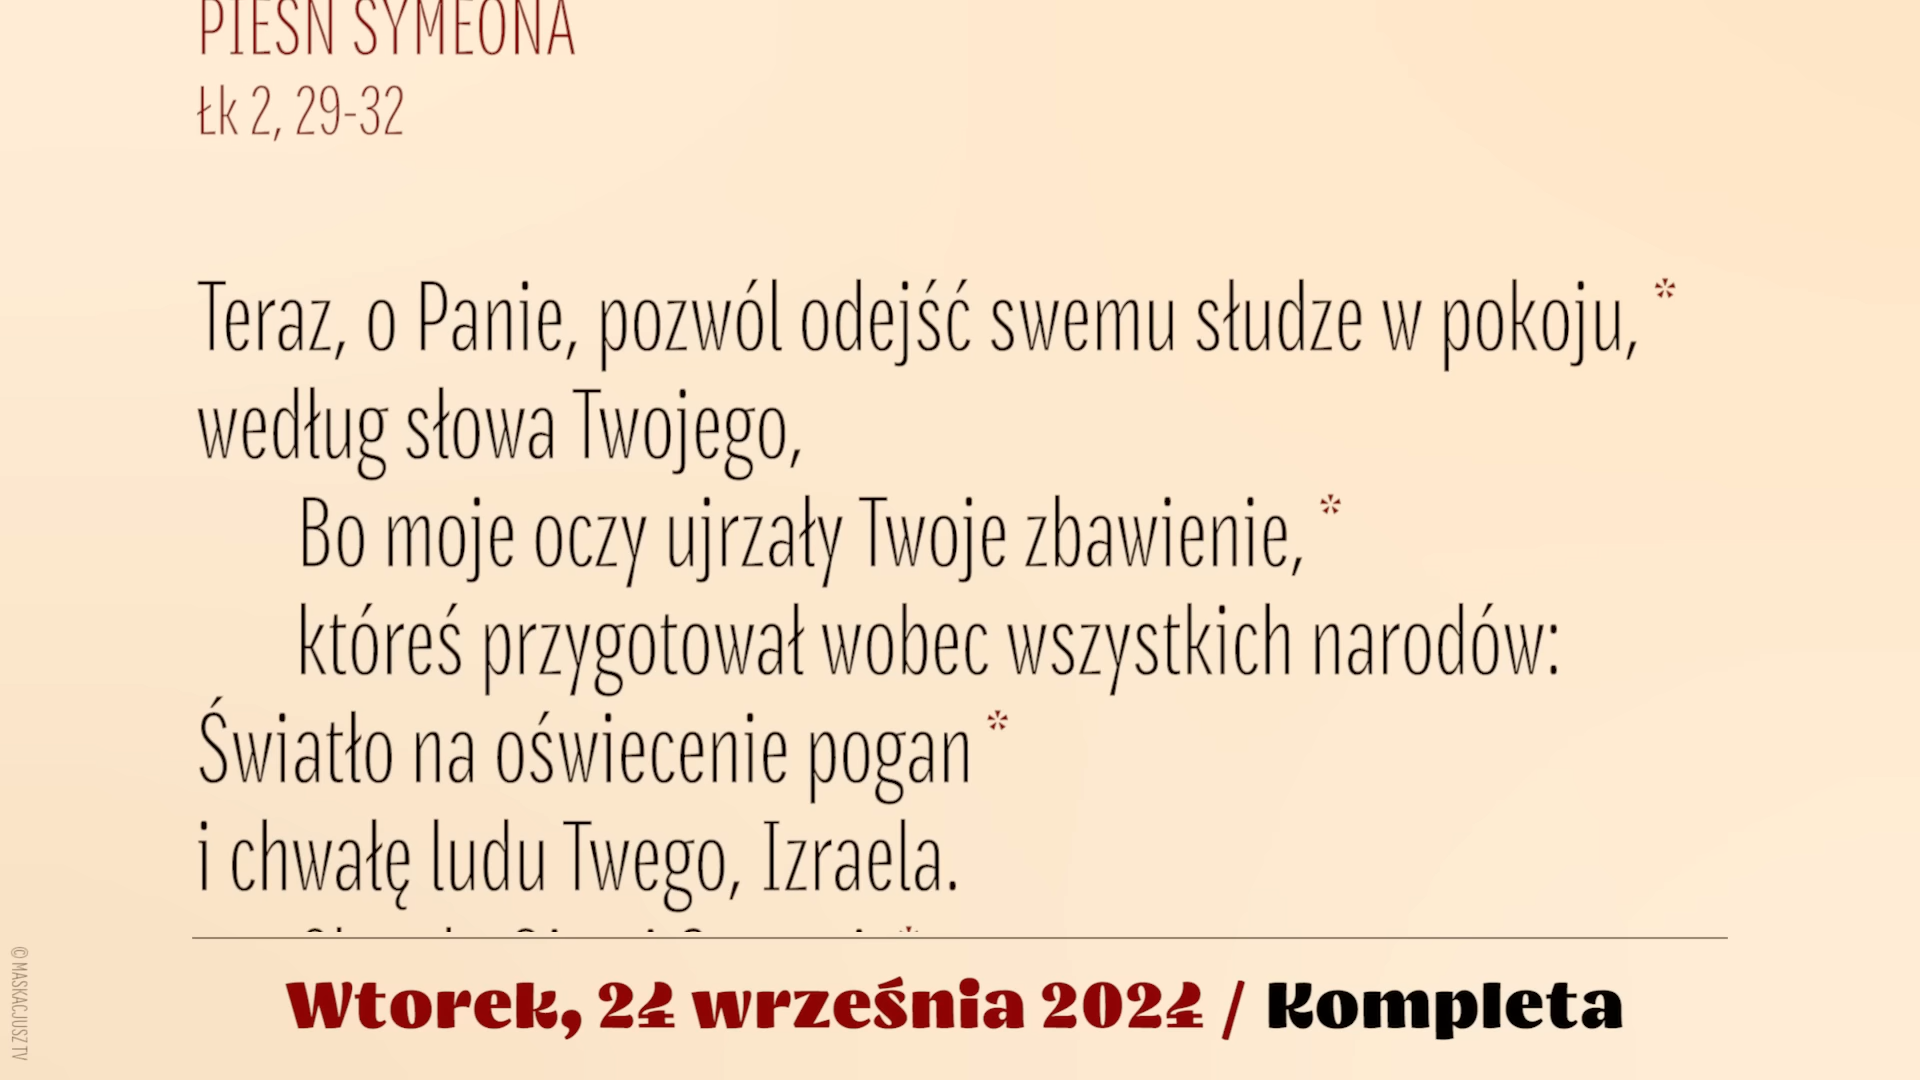 PIEŚŃ SYMEONA
Łk 2, 29-32
Teraz, o Panie, pozwól odejść swemu słudze w pokoju, *
według słowa Twojego,
Bo moje oczy ujrzały Twoje zbawienie, *
któreś przygotował wobec wszystkich narodów:
Światło na oświecenie pogan *
i chwałę ludu Twego, Izraela.
Wtorek, 24 września 2024 / Kompleta
© MASKACJUSZ TV